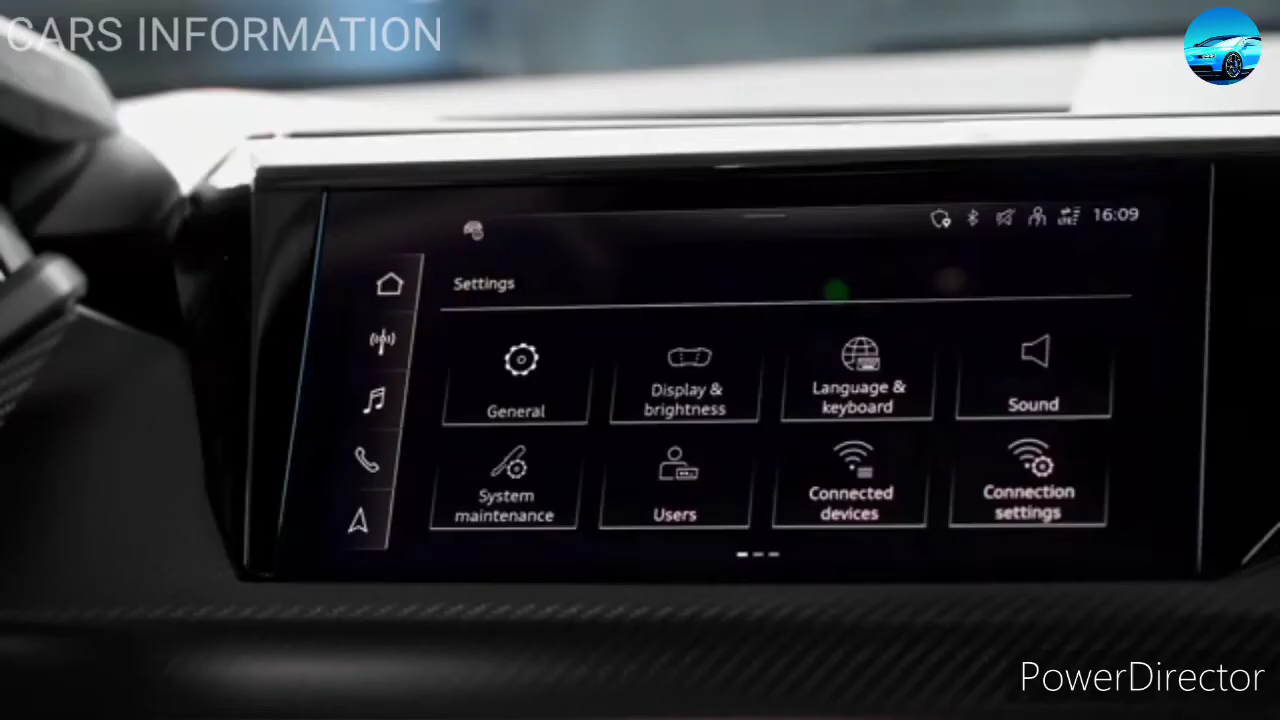 CARS INFORMATION
16:09
Settings
General
Display &
brightness
Language &
keyboard
Sound
System
maintenance
Users
Connected
devices
Connection
settings
PowerDirector